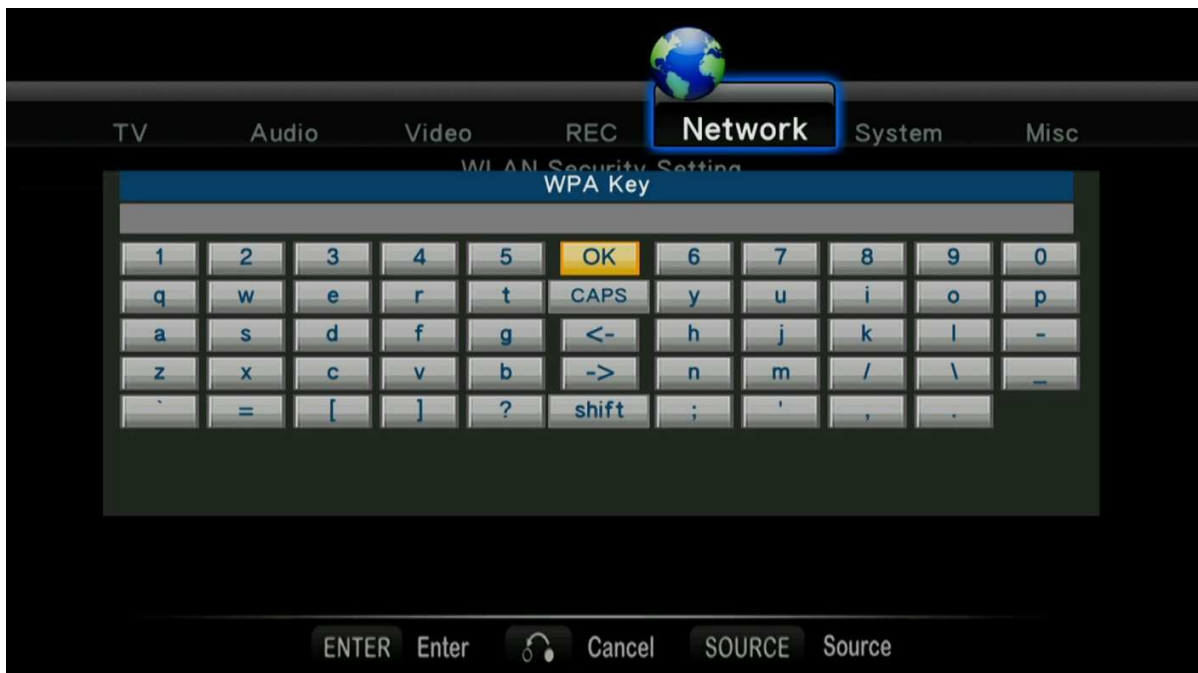 TV Audio Video REC Network System Misc
WLAN Security Setting
WPA Key
1 2 3 4 5 OK 6 7 8 9 0
q w e r t CAPS y u i o p
a s d f g <- h j k l -
z x c v b -> n m / \ _
` = [ ] ? shift ; ' , .
ENTER Enter Cancel SOURCE Source